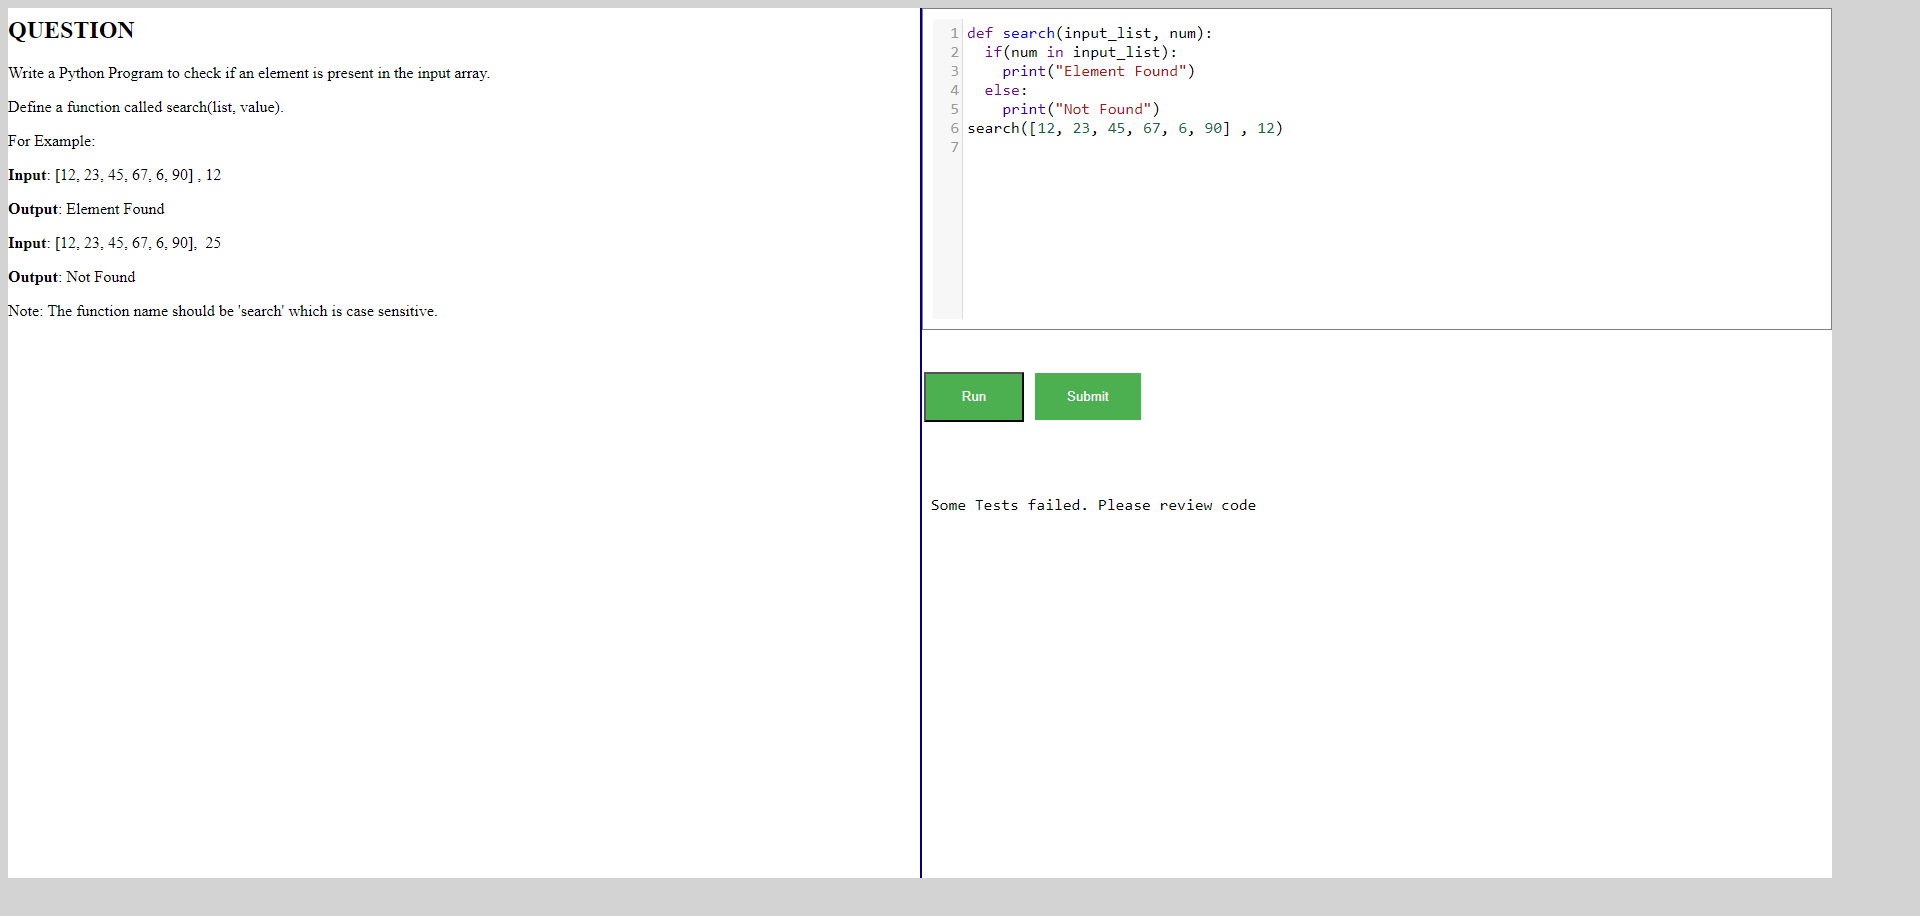 QUESTION
Write a Python Program to check if an element is present in the input array.
Define a function called search(list, value).
For Example:
Input: [12, 23, 45, 67, 6, 90] , 12
Output: Element Found
Input: [12, 23, 45, 67, 6, 90],  25
Output: Not Found
Note: The function name should be 'search' which is case sensitive.
1 def search(input_list, num):
2   if(num in input_list):
3     print("Element Found")
4   else:
5     print("Not Found")
6 search([12, 23, 45, 67, 6, 90] , 12)
7
Run Submit
Some Tests failed. Please review code